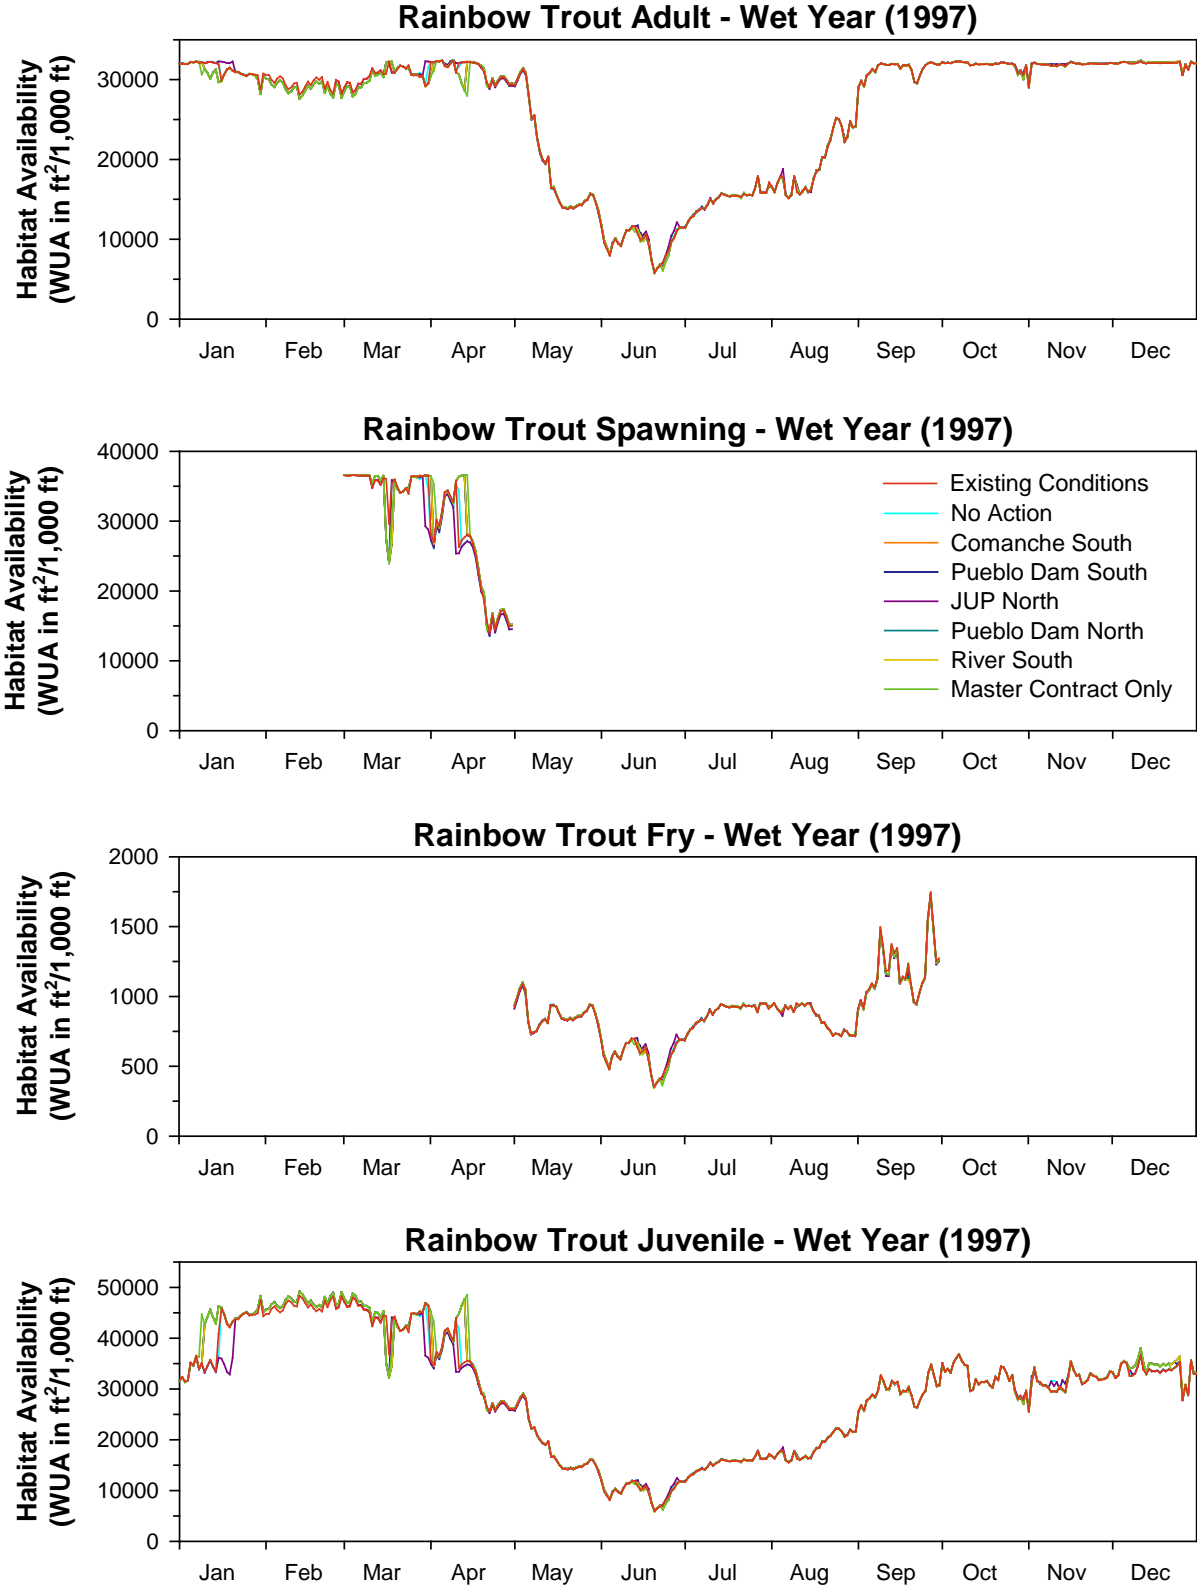 Rainbow Trout Adult - Wet Year (1997)
Habitat Availability
(WUA in ft²/1,000 ft)
30000
20000
10000
0
Jan Feb Mar Apr May Jun Jul Aug Sep Oct Nov Dec
Rainbow Trout Spawning - Wet Year (1997)
Habitat Availability
(WUA in ft²/1,000 ft)
40000
30000
20000
10000
0
Existing Conditions
No Action
Comanche South
Pueblo Dam South
JUP North
Pueblo Dam North
River South
Master Contract Only
Jan Feb Mar Apr May Jun Jul Aug Sep Oct Nov Dec
Rainbow Trout Fry - Wet Year (1997)
Habitat Availability
(WUA in ft²/1,000 ft)
2000
1500
1000
500
0
Jan Feb Mar Apr May Jun Jul Aug Sep Oct Nov Dec
Rainbow Trout Juvenile - Wet Year (1997)
Habitat Availability
(WUA in ft²/1,000 ft)
50000
40000
30000
20000
10000
0
Jan Feb Mar Apr May Jun Jul Aug Sep Oct Nov Dec